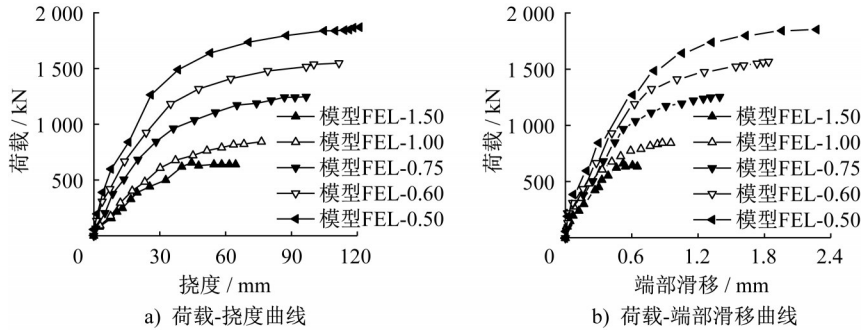 荷载 / kN
2 000
1 500
1 000
500
0
30
60
90
120
模型FEL-1.50
模型FEL-1.00
模型FEL-0.75
模型FEL-0.60
模型FEL-0.50
挠度 / mm
a) 荷载-挠度曲线
荷载 / kN
2 000
1 500
1 000
500
0
0.6
1.2
1.8
2.4
模型FEL-1.50
模型FEL-1.00
模型FEL-0.75
模型FEL-0.60
模型FEL-0.50
端部滑移 / mm
b) 荷载-端部滑移曲线